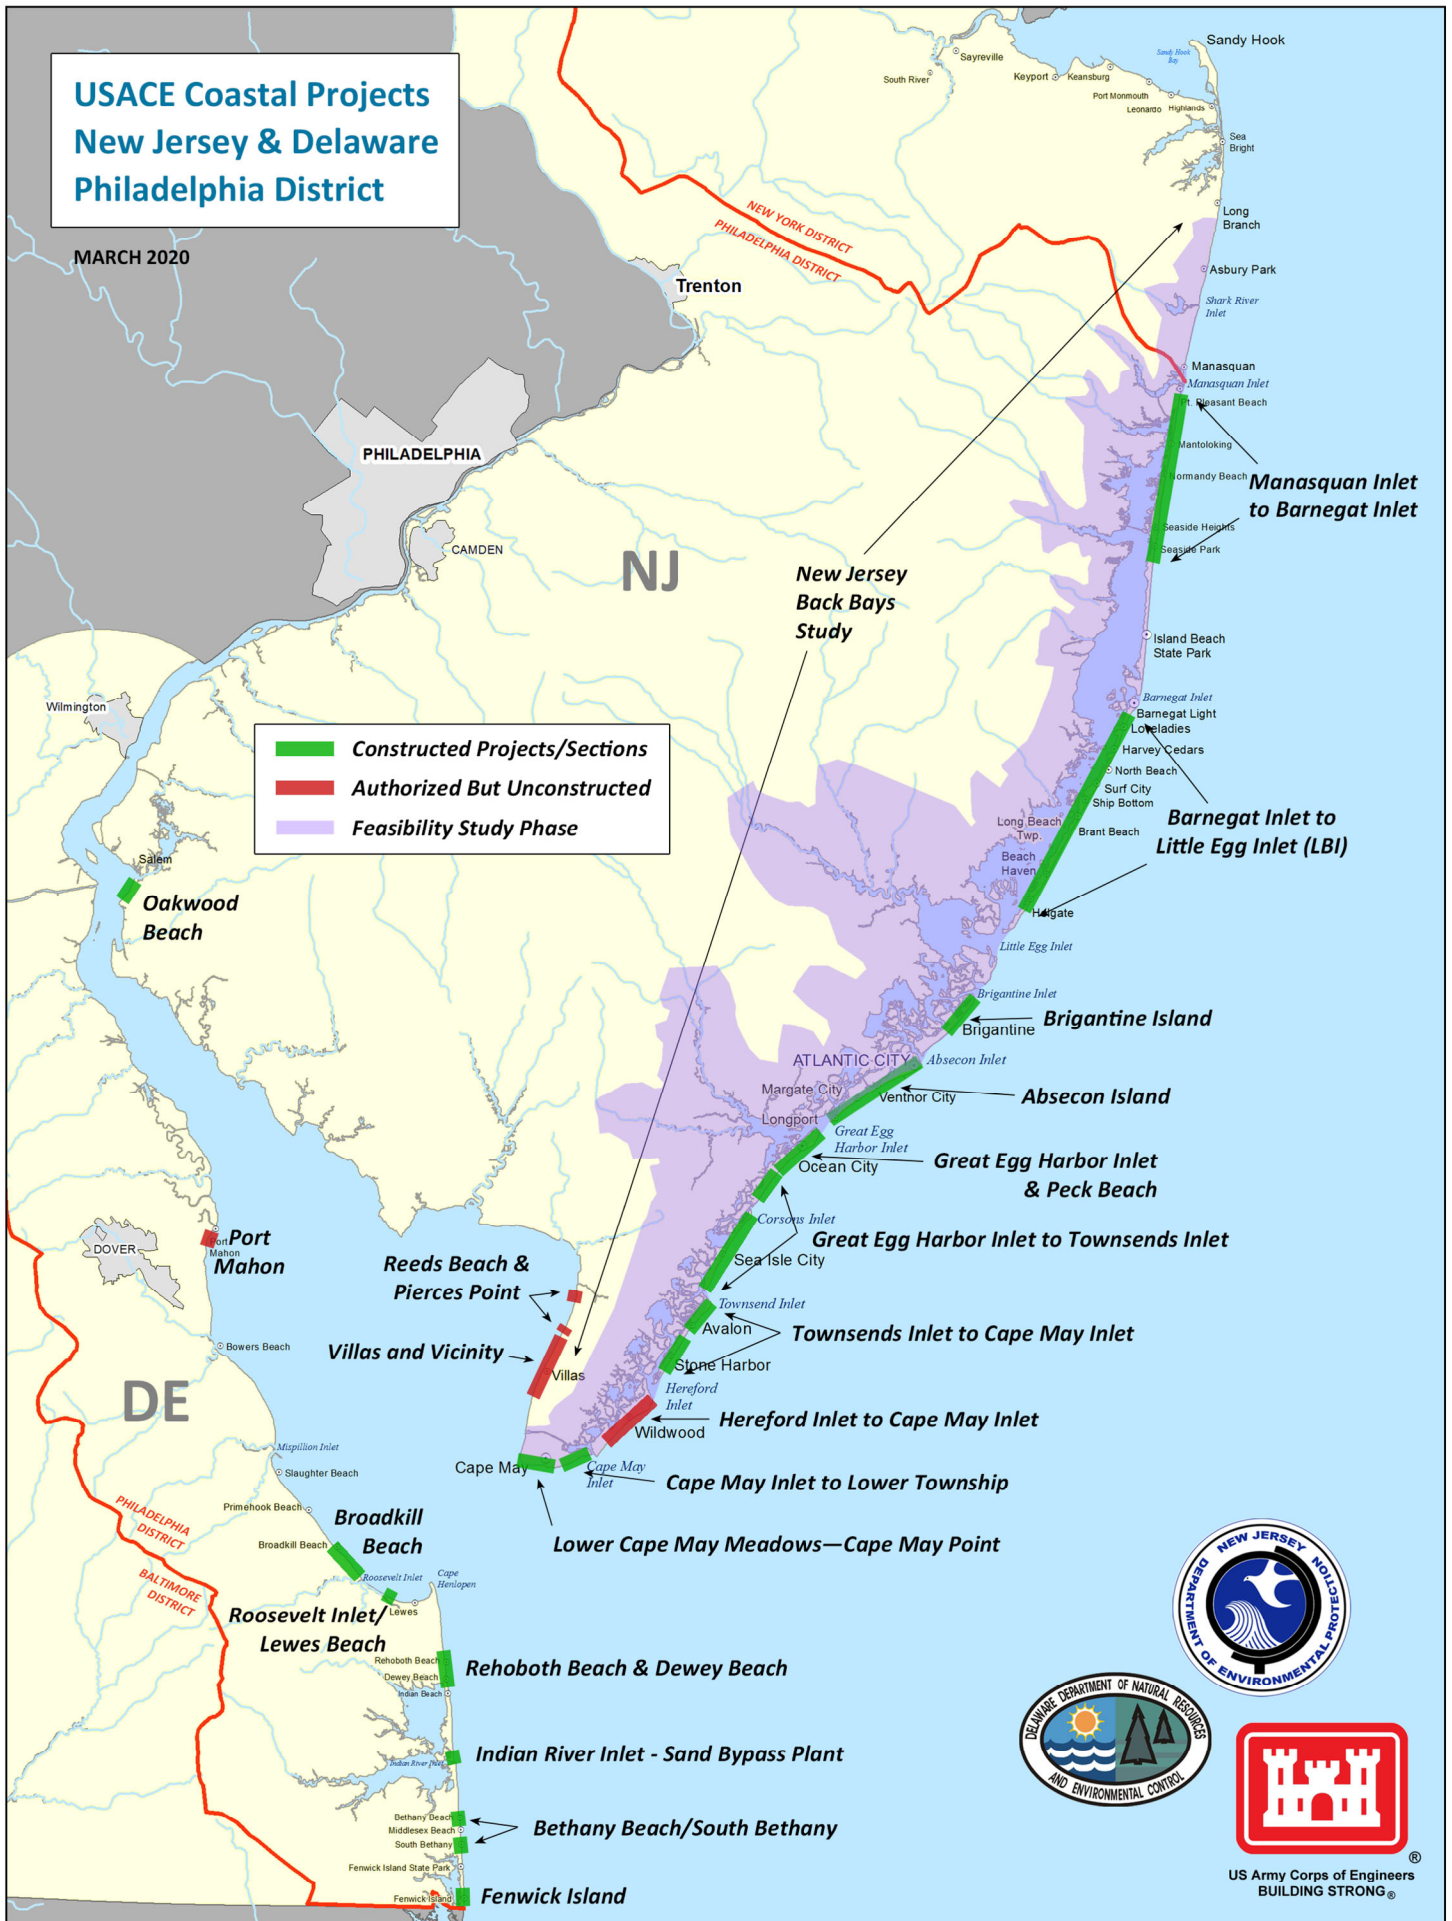 USACE Coastal Projects
New Jersey & Delaware
Philadelphia District
MARCH 2020
Sandy Hook
Sandy Hook
Bay
Sayreville
South River
Keyport
Keansburg
Port Monmouth
Leonardo
Highlands
Sea
Bright
Long
Branch
NEW YORK DISTRICT
PHILADELPHIA DISTRICT
Asbury Park
Trenton
Shark River
Inlet
Manasquan
Manasquan Inlet
Pt. Pleasant Beach
Mantoloking
Normandy Beach
Manasquan Inlet
to Barnegat Inlet
Seaside Heights
Seaside Park
PHILADELPHIA
CAMDEN
NJ
New Jersey
Back Bays
Study
Island Beach
State Park
Wilmington
Barnegat Inlet
Barnegat Light
Loveladies
Harvey Cedars
North Beach
Surf City
Ship Bottom
Long Beach
Twp.
Brant Beach
Beach
Haven
Barnegat Inlet to
Little Egg Inlet (LBI)
Constructed Projects/Sections
Authorized But Unconstructed
Feasibility Study Phase
Salem
Oakwood
Beach
Holgate
Little Egg Inlet
Brigantine Inlet
Brigantine
Brigantine Island
ATLANTIC CITY
Absecon Inlet
Margate City
Ventnor City
Absecon Island
Longport
Great Egg
Harbor Inlet
Ocean City
Great Egg Harbor Inlet
& Peck Beach
Corsons Inlet
Great Egg Harbor Inlet to Townsends Inlet
Sea Isle City
Port
Mahon
Port
Mahon
DOVER
Reeds Beach &
Pierces Point
Townsend Inlet
Avalon
Townsends Inlet to Cape May Inlet
Bowers Beach
Villas and Vicinity
Villas
Stone Harbor
DE
Hereford
Inlet
Hereford Inlet to Cape May Inlet
Wildwood
Mispillion Inlet
Slaughter Beach
Cape May
Cape May
Inlet
Cape May Inlet to Lower Township
Primehook Beach
PHILADELPHIA
DISTRICT
Broadkill
Beach
Broadkill Beach
Lower Cape May Meadows—Cape May Point
Roosevelt Inlet
Cape
Henlopen
BALTIMORE
DISTRICT
Lewes
Roosevelt Inlet/
Lewes Beach
Rehoboth Beach
Dewey Beach
Indian Beach
Rehoboth Beach & Dewey Beach
Indian River Inlet
Indian River Inlet - Sand Bypass Plant
Bethany Beach
Middlesex Beach
South Bethany
Bethany Beach/South Bethany
Fenwick Island State Park
Fenwick Island
Fenwick Island
NEW JERSEY
DEPARTMENT OF ENVIRONMENTAL PROTECTION
DELAWARE DEPARTMENT OF NATURAL RESOURCES
AND ENVIRONMENTAL CONTROL
®
US Army Corps of Engineers
BUILDING STRONG®